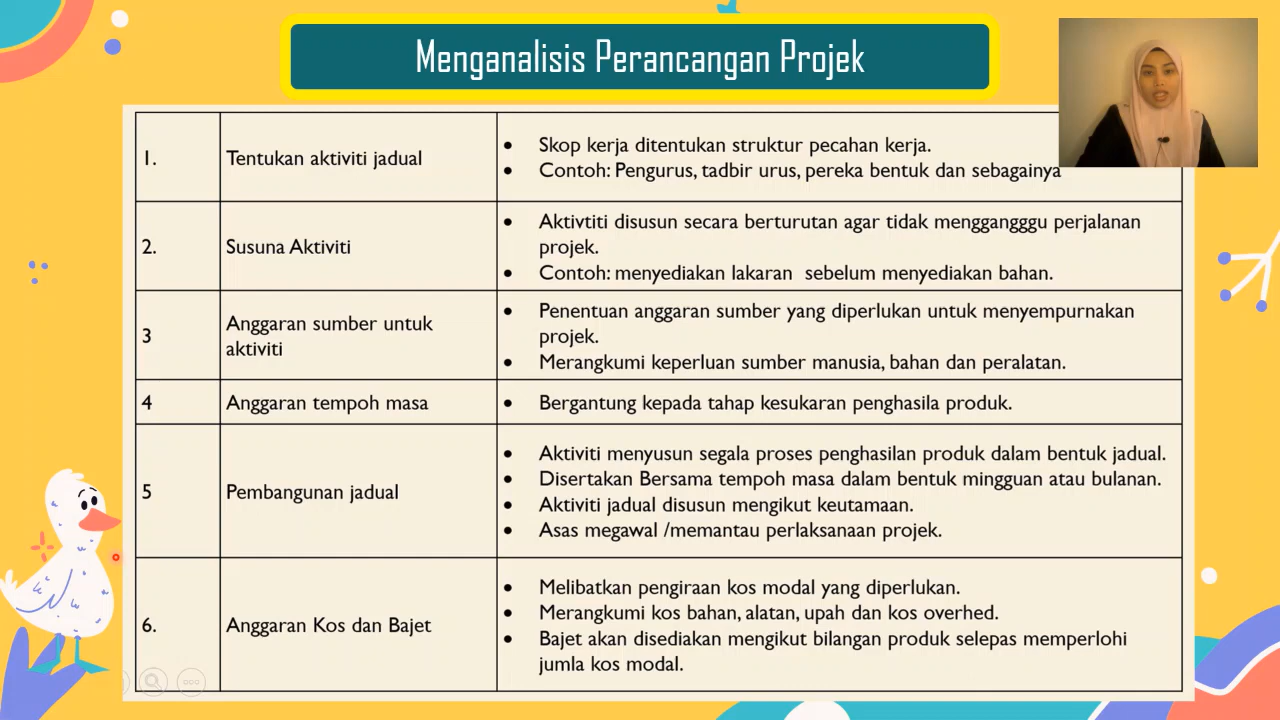 Menganalisis Perancangan Projek
1.
Tentukan aktiviti jadual
• Skop kerja ditentukan struktur pecahan kerja.
• Contoh: Pengurus, tadbir urus, pereka bentuk dan sebagainya
2.
Susuna Aktiviti
• Aktivtiti disusun secara berturutan agar tidak menggangggu perjalanan
projek.
• Contoh: menyediakan lakaran sebelum menyediakan bahan.
3
Anggaran sumber untuk
aktiviti
• Penentuan anggaran sumber yang diperlukan untuk menyempurnakan
projek.
• Merangkumi keperluan sumber manusia, bahan dan peralatan.
4
Anggaran tempoh masa
• Bergantung kepada tahap kesukaran penghasila produk.
5
Pembangunan jadual
• Aktiviti menyusun segala proses penghasilan produk dalam bentuk jadual.
• Disertakan Bersama tempoh masa dalam bentuk mingguan atau bulanan.
• Aktiviti jadual disusun mengikut keutamaan.
• Asas megawal /memantau perlaksanaan projek.
6.
Anggaran Kos dan Bajet
• Melibatkan pengiraan kos modal yang diperlukan.
• Merangkumi kos bahan, alatan, upah dan kos overhed.
• Bajet akan disediakan mengikut bilangan produk selepas memperlohi
jumla kos modal.